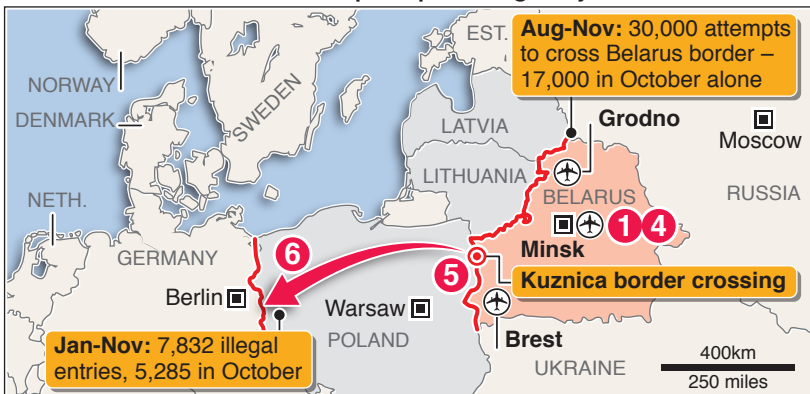 EST.
Aug-Nov: 30,000 attempts
to cross Belarus border –
17,000 in October alone
NORWAY
DENMARK
SWEDEN
LATVIA
Grodno
Moscow
LITHUANIA
NETH.
BELARUS
RUSSIA
1 4
Minsk
GERMANY
6
5
Kuznica border crossing
Berlin
Warsaw
Jan-Nov: 7,832 illegal
entries, 5,285 in October
POLAND
Brest
UKRAINE
400km
250 miles